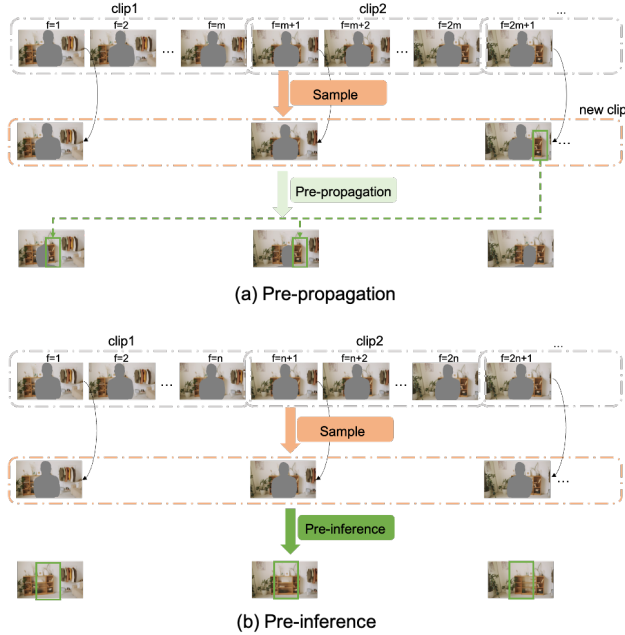 clip1 clip2 ...
f=1 f=2 ... f=m f=m+1 f=m+2 ... f=2m f=2m+1
Sample
new clip
...
Pre-propagation
(a) Pre-propagation
clip1 clip2 ...
f=1 f=2 ... f=n f=n+1 f=n+2 ... f=2n f=2n+1
Sample
...
Pre-inference
(b) Pre-inference